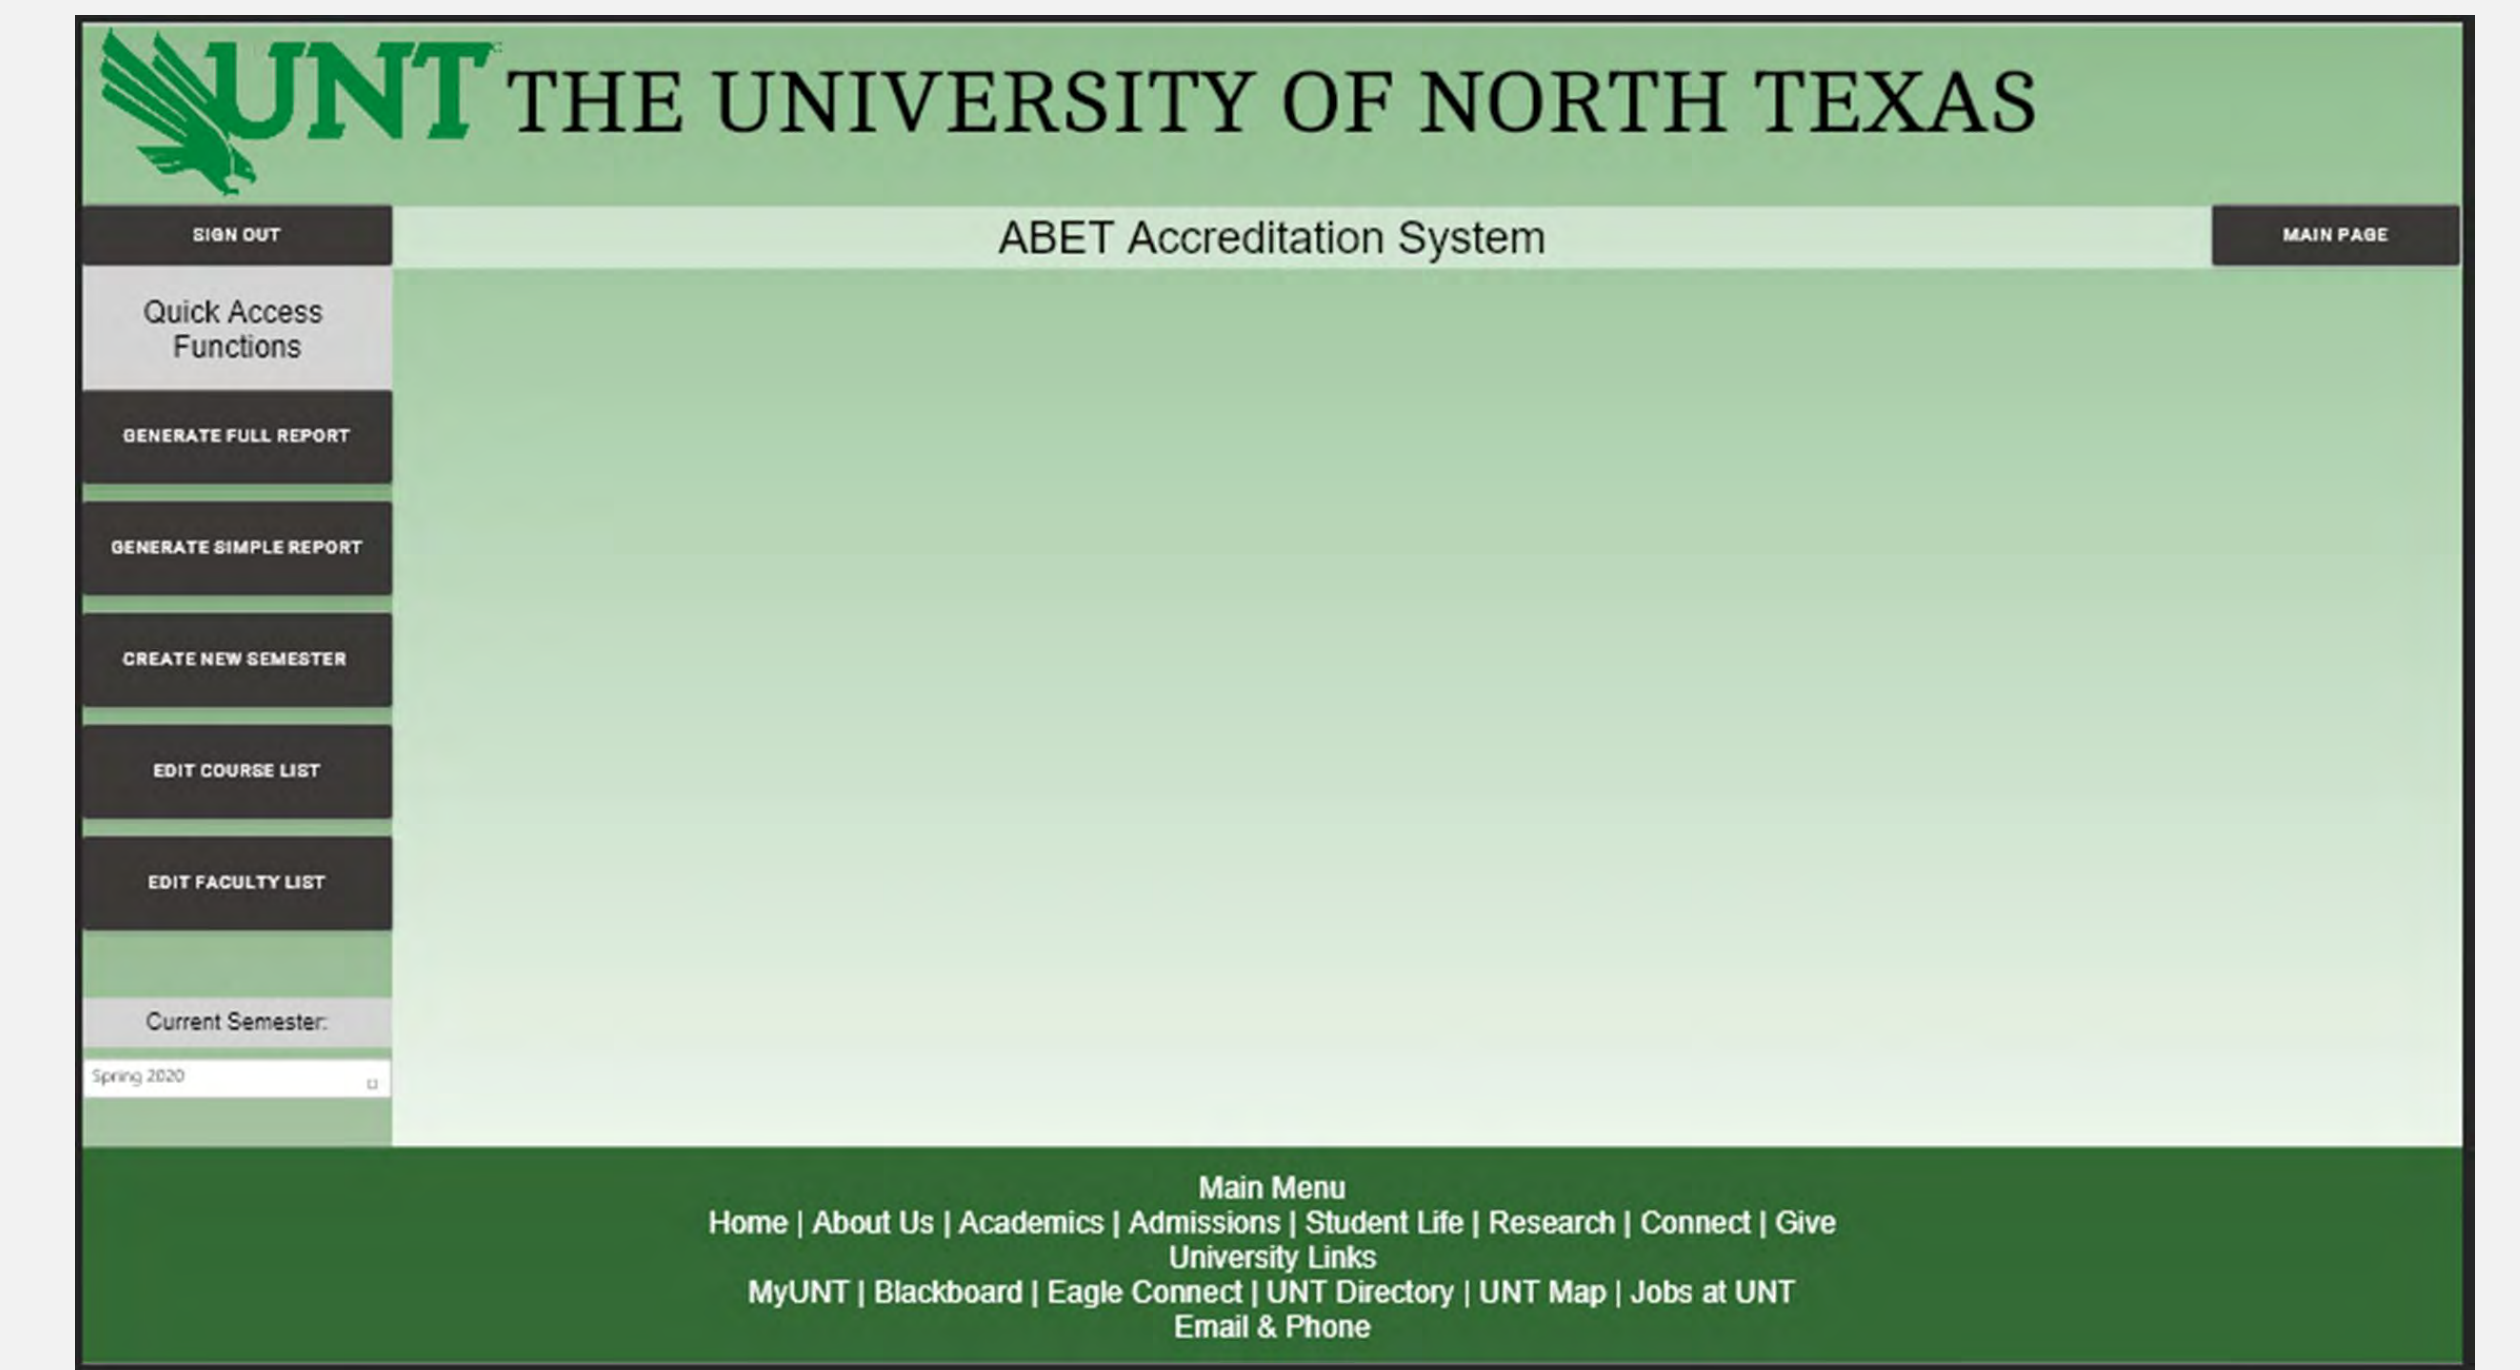 UNT THE UNIVERSITY OF NORTH TEXAS
SIGN OUT
ABET Accreditation System
MAIN PAGE
Quick Access
Functions
GENERATE FULL REPORT
GENERATE SIMPLE REPORT
CREATE NEW SEMESTER
EDIT COURSE LIST
EDIT FACULTY LIST
Current Semester:
Spring 2020
Main Menu
Home | About Us | Academics | Admissions | Student Life | Research | Connect | Give
University Links
MyUNT | Blackboard | Eagle Connect | UNT Directory | UNT Map | Jobs at UNT
Email & Phone